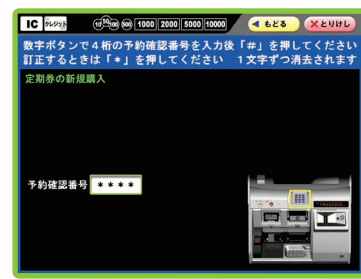 IC クレジット 10 50 100 500 1000 2000 5000 10000 ◀ もどる ×とりけし
数字ボタンで4桁の予約確認番号を入力後「#」を押してください
訂正するときは「*」を押してください 1文字ずつ消去されます
定期券の新規購入
予約確認番号 ****